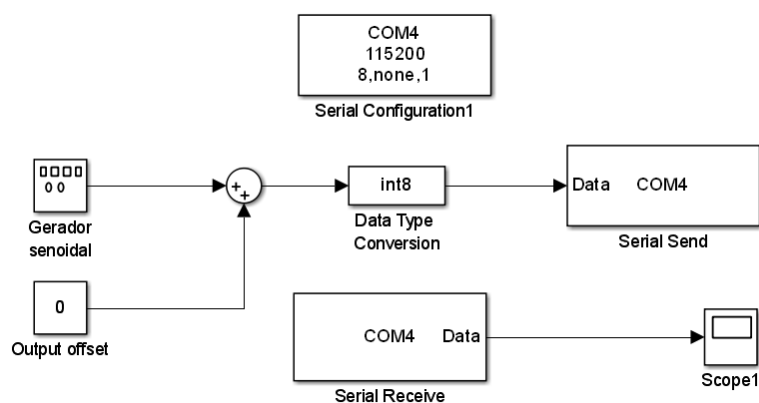 COM4
115200
8,none,1
Serial Configuration1
Gerador
senoidal
++
int8
Data Type
Conversion
Data COM4
Serial Send
0
Output offset
COM4 Data
Serial Receive
Scope1